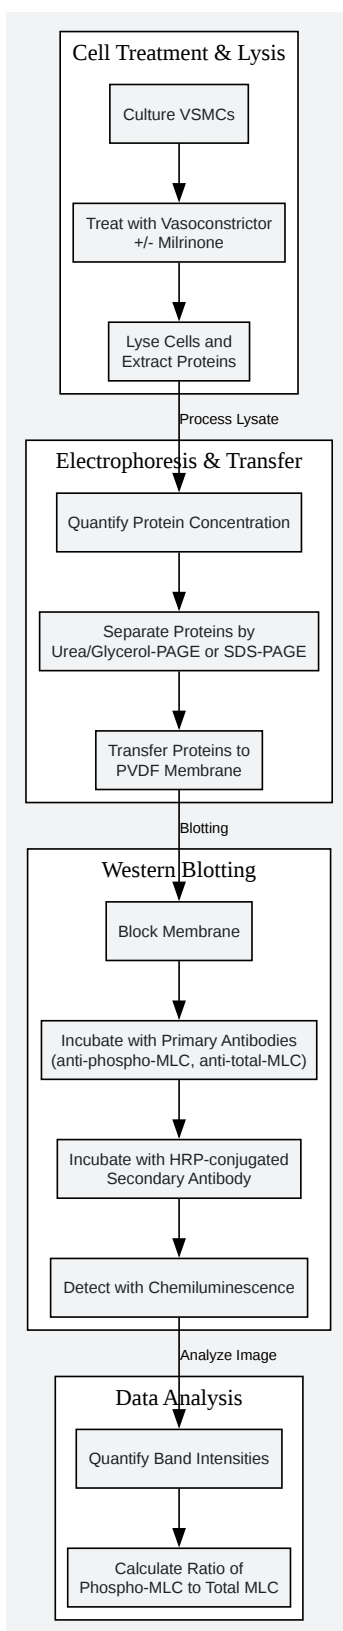 Cell Treatment & Lysis
Culture VSMCs
Treat with Vasoconstrictor
+/- Milrinone
Lyse Cells and
Extract Proteins
Process Lysate
Electrophoresis & Transfer
Quantify Protein Concentration
Separate Proteins by
Urea/Glycerol-PAGE or SDS-PAGE
Transfer Proteins to
PVDF Membrane
Blotting
Western Blotting
Block Membrane
Incubate with Primary Antibodies
(anti-phospho-MLC, anti-total-MLC)
Incubate with HRP-conjugated
Secondary Antibody
Detect with Chemiluminescence
Analyze Image
Data Analysis
Quantify Band Intensities
Calculate Ratio of
Phospho-MLC to Total MLC